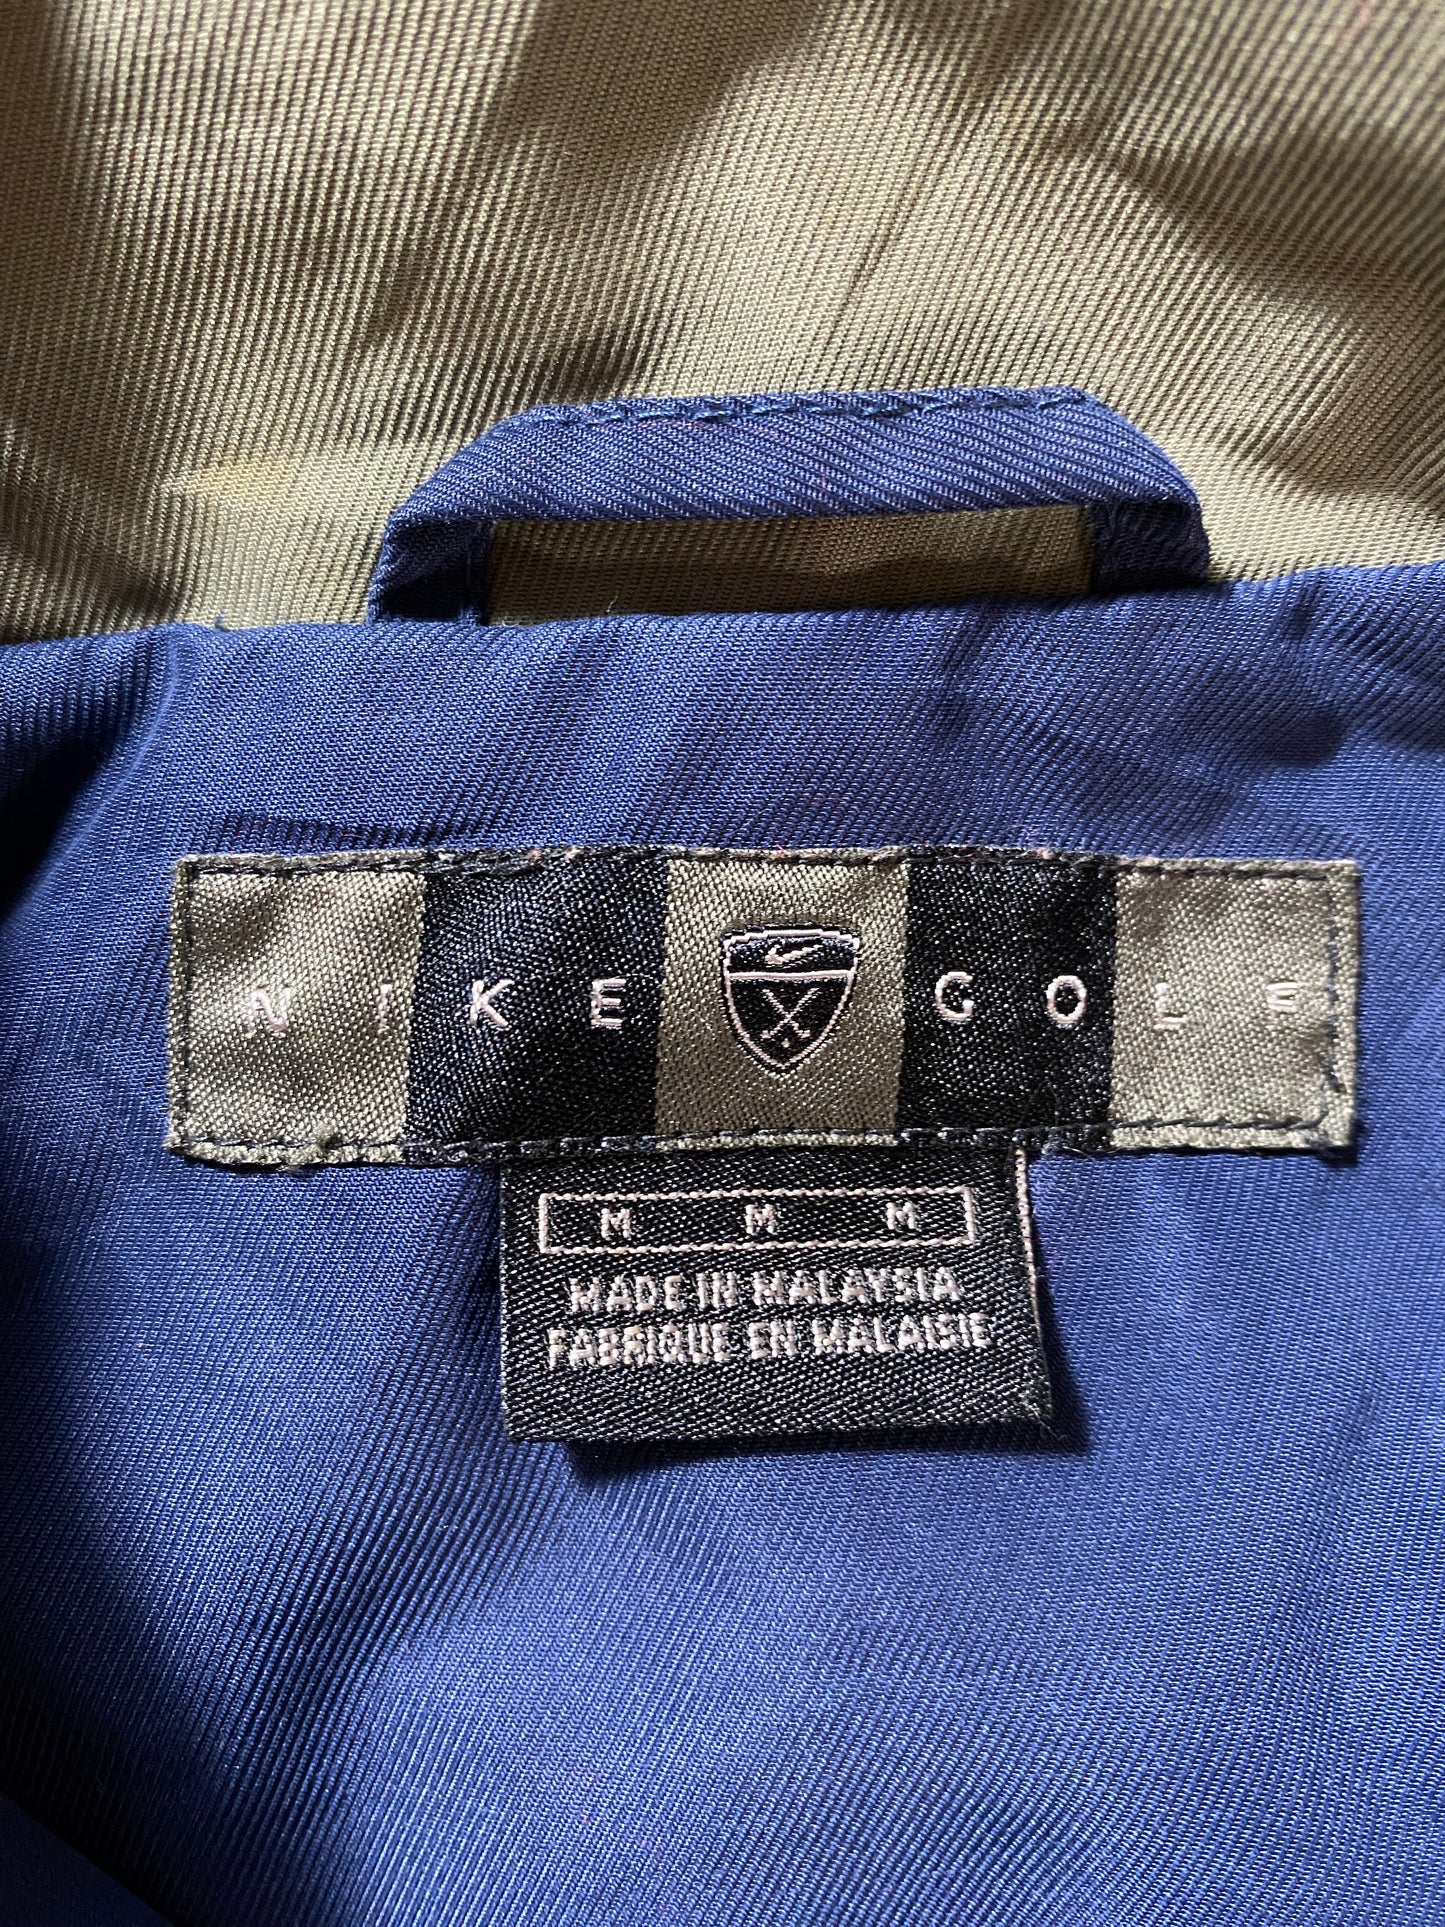 NIKE GOLF
M M M
MADE IN MALAYSIA
FABRIQUE EN MALAISIE